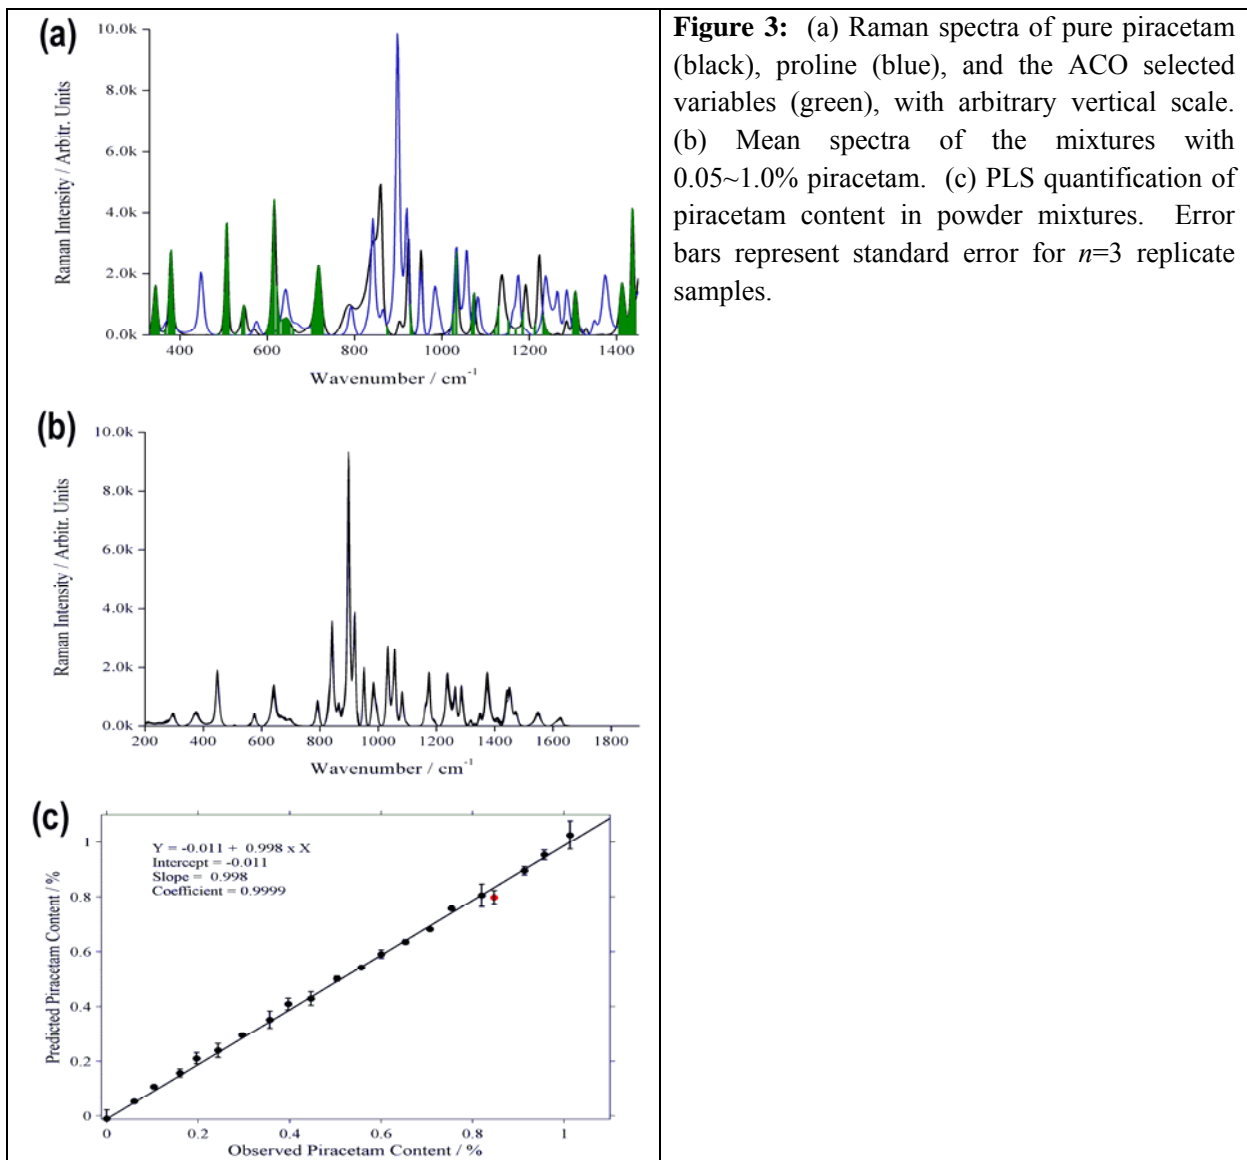 (a)
10.0k
8.0k
6.0k
4.0k
2.0k
0.0k
Raman Intensity / Arbitr. Units
400 600 800 1000 1200 1400
Wavenumber / cm⁻¹
(b)
10.0k
8.0k
6.0k
4.0k
2.0k
0.0k
Raman Intensity / Arbitr. Units
200 400 600 800 1000 1200 1400 1600 1800
Wavenumber / cm⁻¹
(c)
Y = -0.011 + 0.998 x X
Intercept = -0.011
Slope = 0.998
Coefficient = 0.9999
1
0.8
0.6
0.4
0.2
0
Predicted Piracetam Content / %
0 0.2 0.4 0.6 0.8 1
Observed Piracetam Content / %
Figure 3: (a) Raman spectra of pure piracetam
(black), proline (blue), and the ACO selected
variables (green), with arbitrary vertical scale.
(b) Mean spectra of the mixtures with
0.05~1.0% piracetam. (c) PLS quantification of
piracetam content in powder mixtures. Error
bars represent standard error for n=3 replicate
samples.